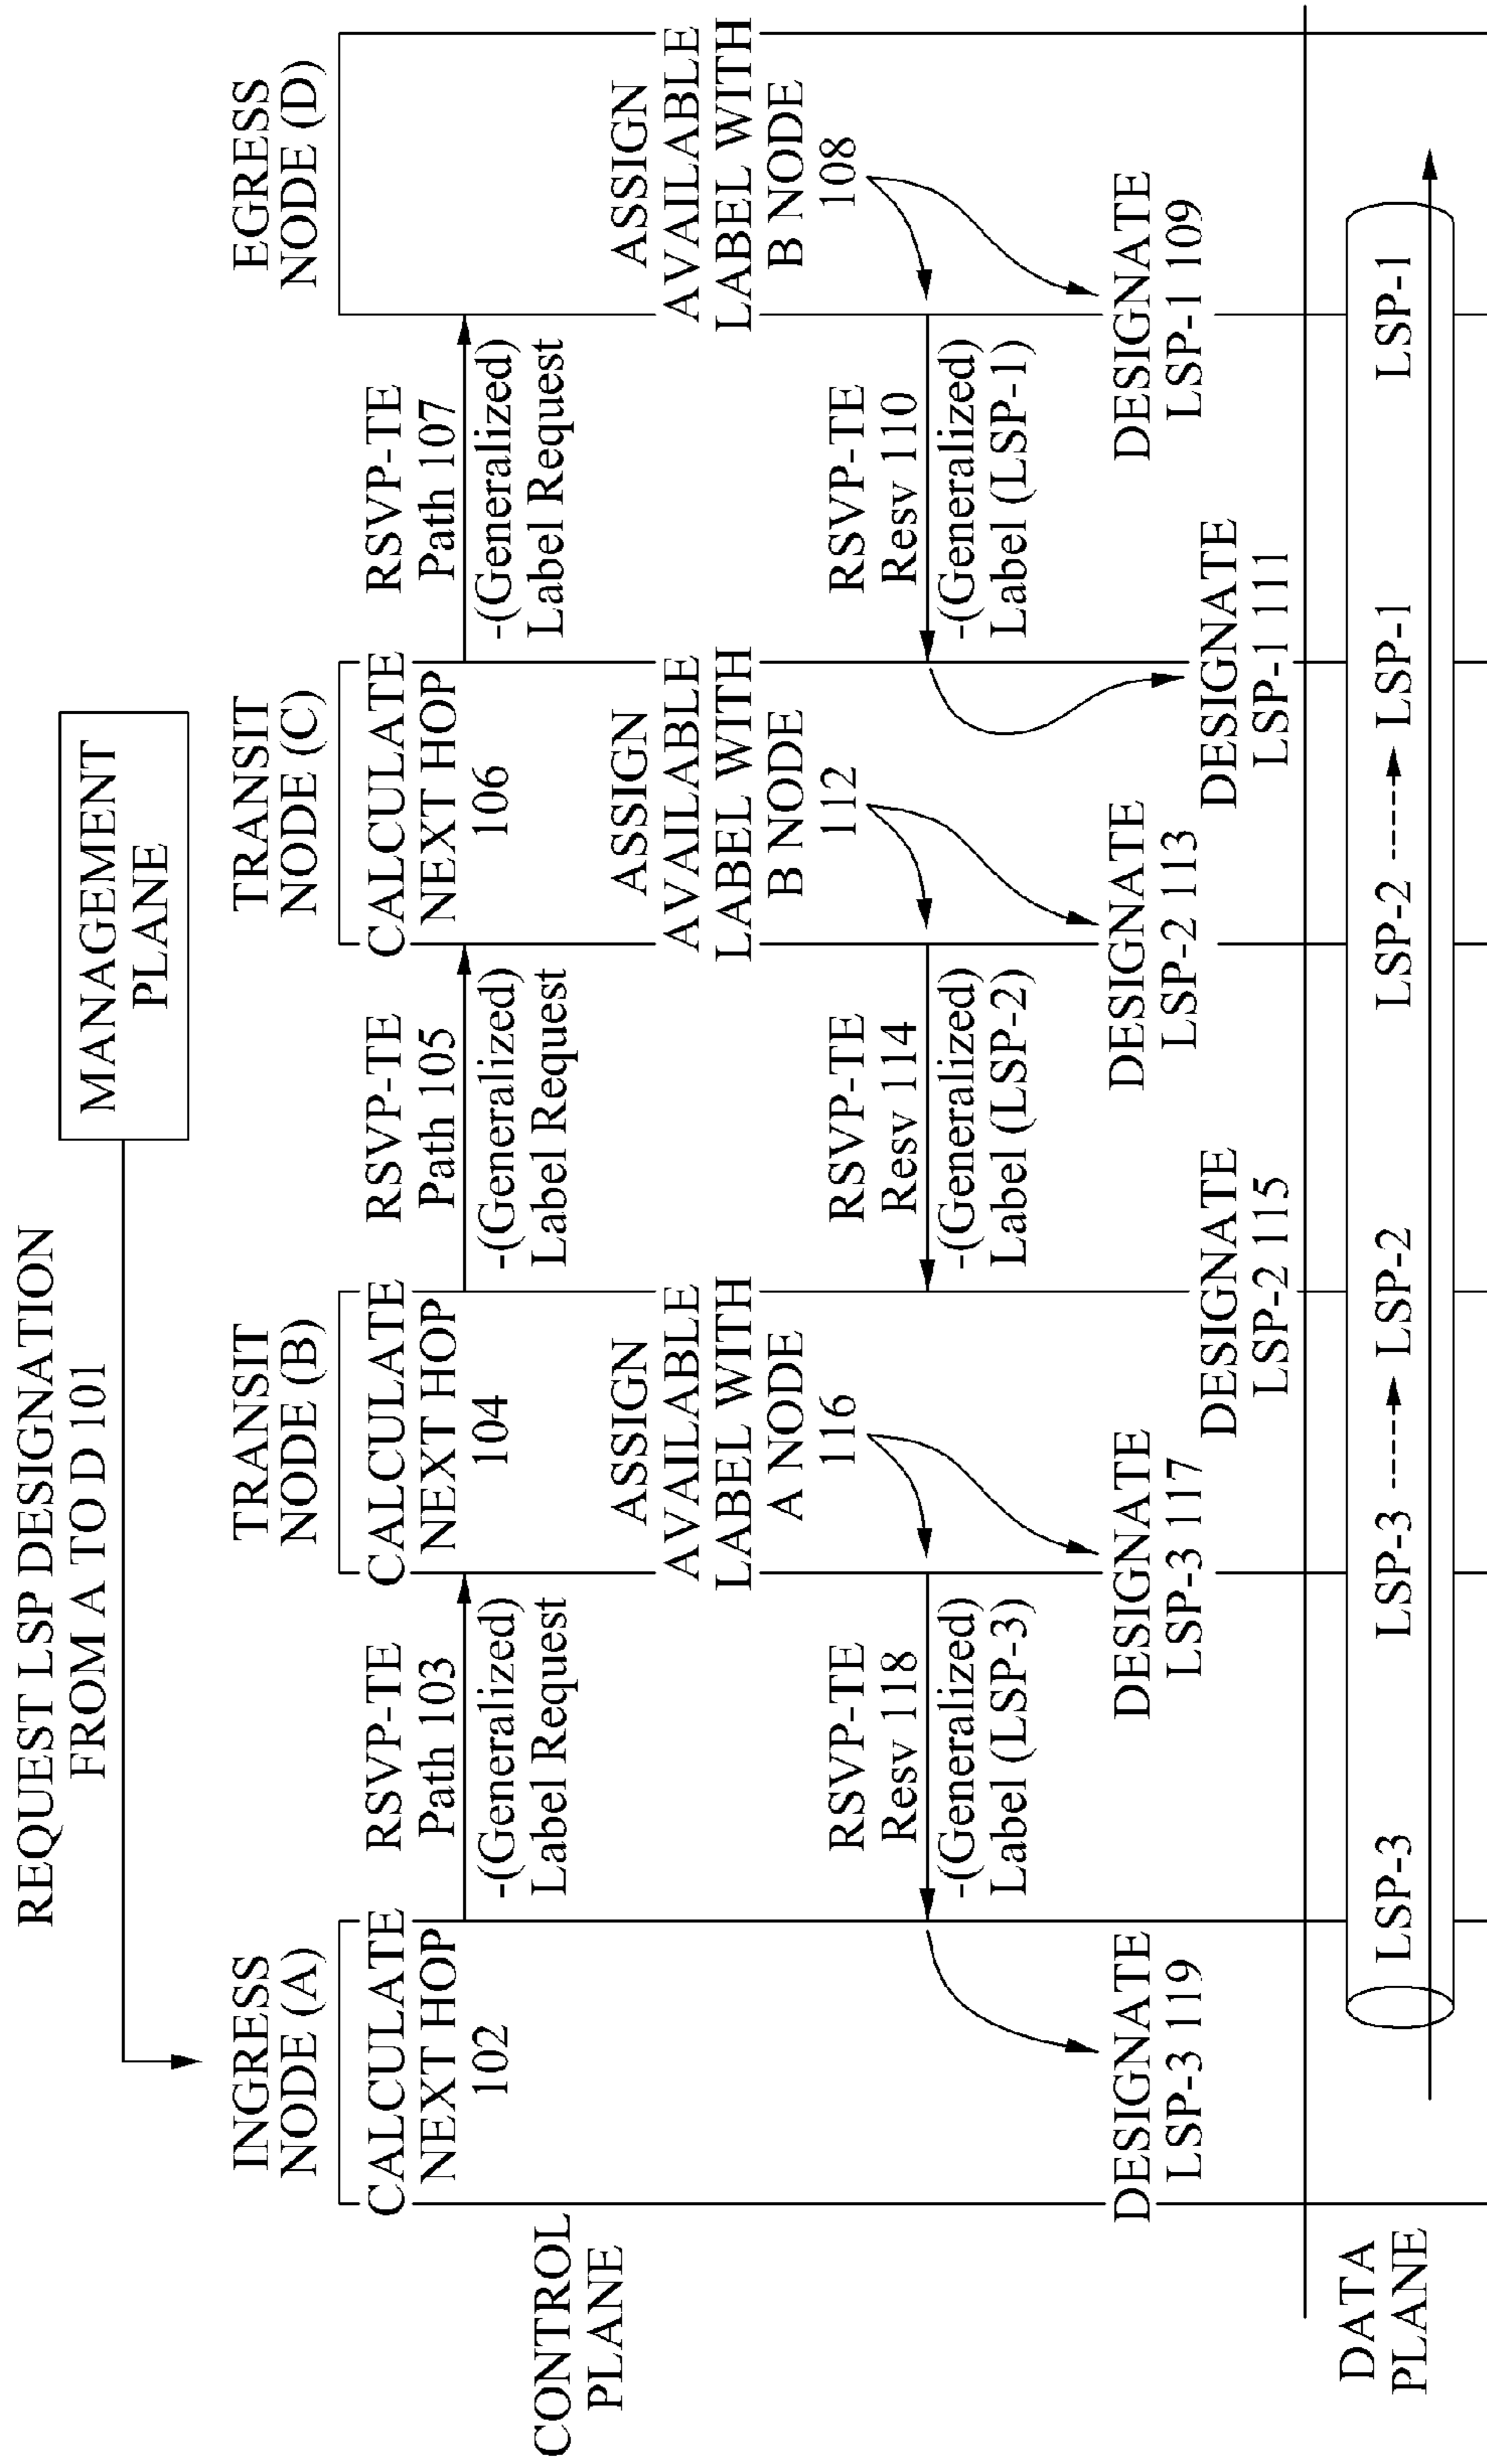 MANAGEMENT
PLANE
REQUEST LSP DESIGNATION
FROM A TO D 101
INGRESS
NODE (A)
TRANSIT
NODE (B)
TRANSIT
NODE (C)
EGRESS
NODE (D)
CONTROL
PLANE
CALCULATE
NEXT HOP
102
RSVP-TE
Path 103
-(Generalized)
Label Request
CALCULATE
NEXT HOP
104
RSVP-TE
Path 105
-(Generalized)
Label Request
CALCULATE
NEXT HOP
106
RSVP-TE
Path 107
-(Generalized)
Label Request
ASSIGN
AVAILABLE
LABEL WITH
A NODE
116
ASSIGN
AVAILABLE
LABEL WITH
B NODE
112
ASSIGN
AVAILABLE
LABEL WITH
B NODE
108
RSVP-TE
Resv 118
-(Generalized)
Label (LSP-3)
RSVP-TE
Resv 114
-(Generalized)
Label (LSP-2)
RSVP-TE
Resv 110
-(Generalized)
Label (LSP-1)
DESIGNATE
LSP-3 119
DESIGNATE
LSP-3 117
DESIGNATE
LSP-2 115
DESIGNATE
LSP-2 113
DESIGNATE
LSP-1 111
DESIGNATE
LSP-1 109
DATA
PLANE
LSP-3
LSP-3
LSP-2
LSP-2
LSP-1
LSP-1